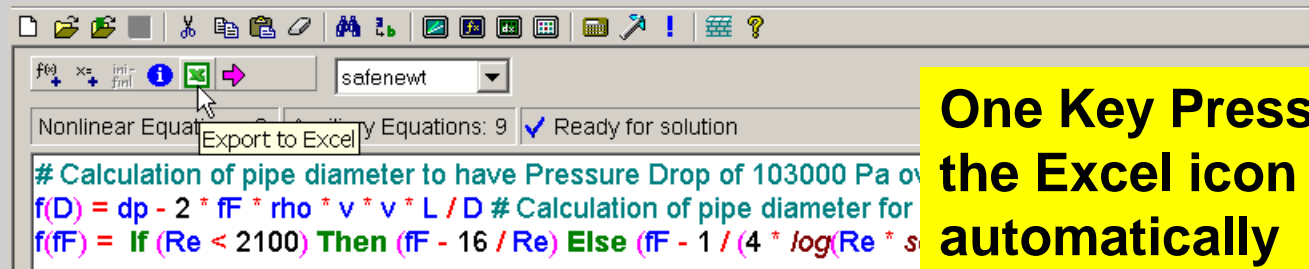 safenewt
Nonlinear Equat
Export to Excel
y Equations: 9
Ready for solution
# Calculation of pipe diameter to have Pressure Drop of 103000 Pa ov
f(D) = dp - 2 * fF * rho * v * v * L / D # Calculation of pipe diameter for
f(fF) = If (Re < 2100) Then (fF - 16 / Re) Else (fF - 1 / (4 * log(Re * s
One Key Press
the Excel icon
automatically